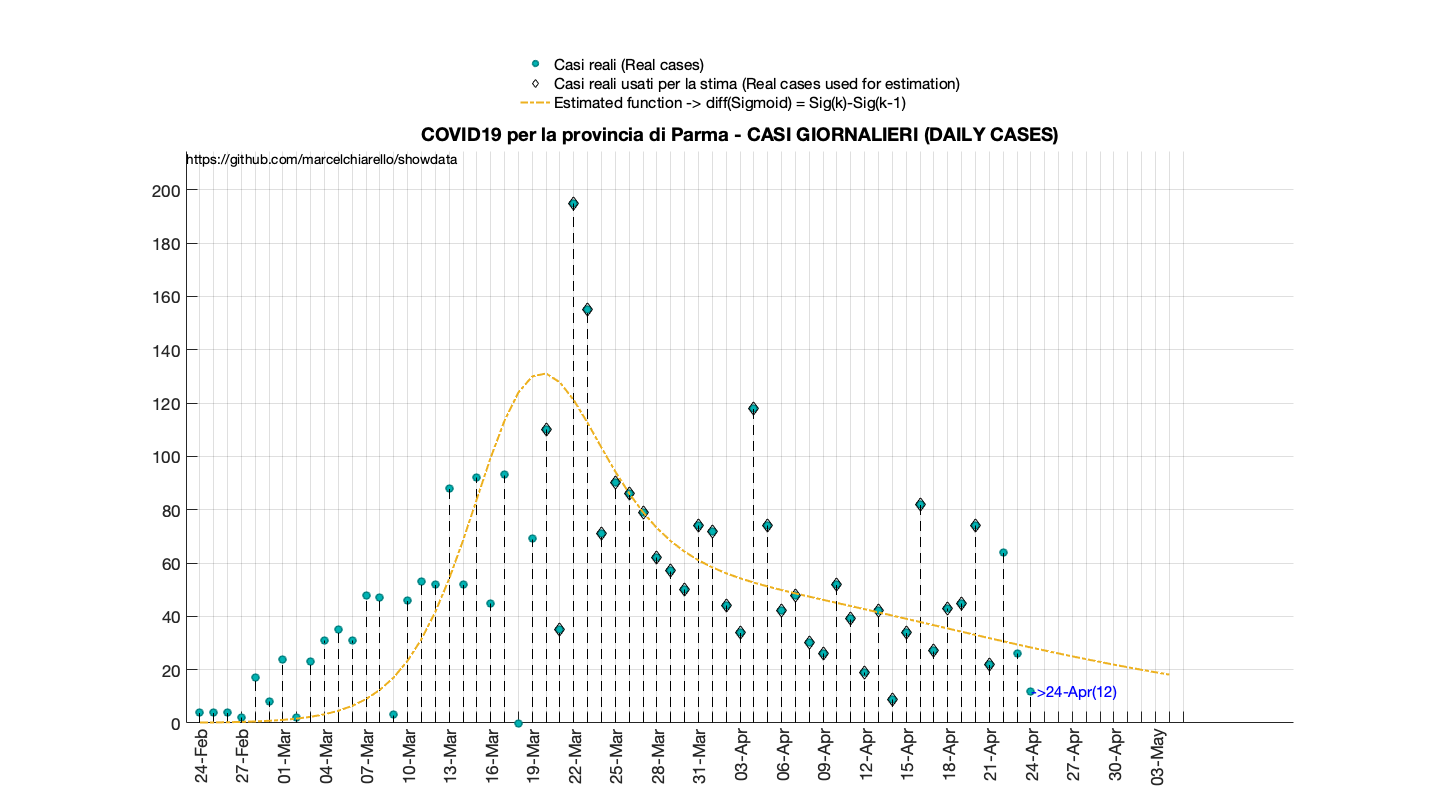 Casi reali (Real cases)
Casi reali usati per la stima (Real cases used for estimation)
Estimated function -> diff(Sigmoid) = Sig(k)-Sig(k-1)
COVID19 per la provincia di Parma - CASI GIORNALIERI (DAILY CASES)
https://github.com/marcelchiarello/showdata
200
180
160
140
120
100
80
60
40
20
0
->24-Apr(12)
24-Feb
27-Feb
01-Mar
04-Mar
07-Mar
10-Mar
13-Mar
16-Mar
19-Mar
22-Mar
25-Mar
28-Mar
31-Mar
03-Apr
06-Apr
09-Apr
12-Apr
15-Apr
18-Apr
21-Apr
24-Apr
27-Apr
30-Apr
03-May